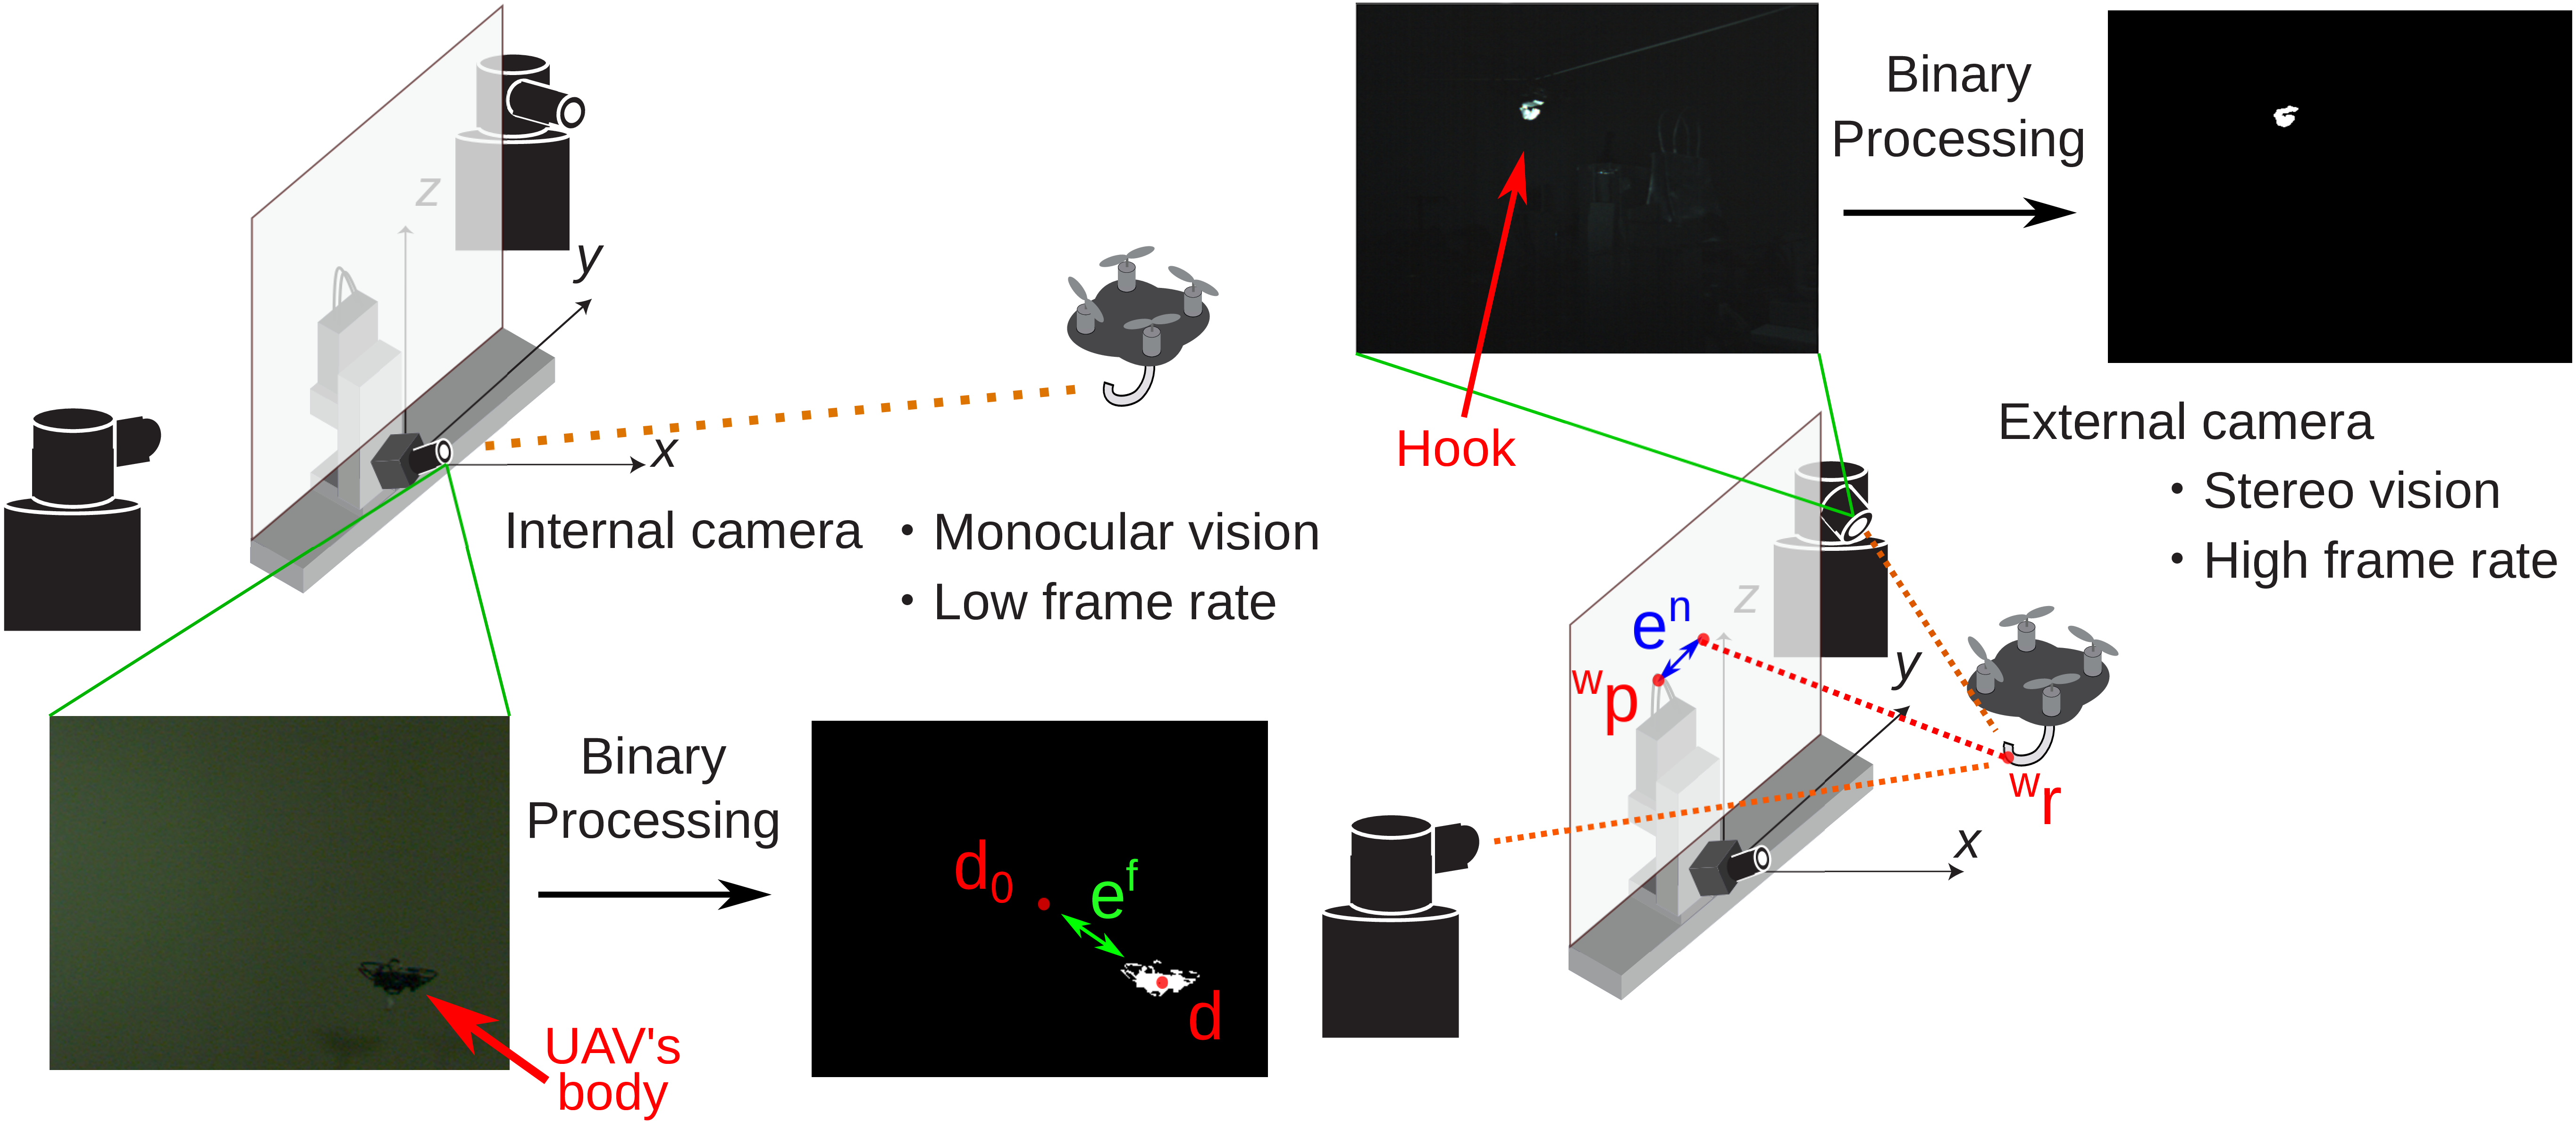 z
y
x
Internal camera
・Monocular vision
・Low frame rate
Binary
Processing
UAV's
body
d0
e^f
d
Binary
Processing
Hook
External camera
・Stereo vision
・High frame rate
e^n
z
^wp
y
^wr
x